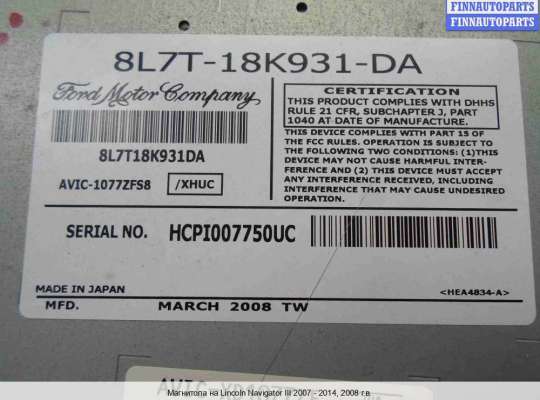 FINNAUTOPARTS
FINNAUTOPARTS
FINNAUTOPARTS
8L7T-18K931-DA
Ford Motor Company
CERTIFICATION
THIS PRODUCT COMPLIES WITH DHHS
RULE 21 CFR, SUBCHAPTER J, PART
1040 AT DATE OF MANUFACTURE.
THIS DEVICE COMPLIES WITH PART 15 OF
THE FCC RULES. OPERATION IS SUBJECT TO
THE FOLLOWING TWO CONDITIONS: (1)THIS
DEVICE MAY NOT CAUSE HARMFUL INTER-
FERENCE AND (2) THIS DEVICE MUST ACCEPT
ANY INTERFERENCE RECEIVED, INCLUDING
INTERFERENCE THAT MAY CAUSE UNDESIRED
OPERATION.
8L7T18K931DA
AVIC-1077ZFS8 /XHUC
SERIAL NO. HCPI007750UC
MADE IN JAPAN <HEA4834-A>
MFD. MARCH 2008 TW
Магнитола на Lincoln Navigator III 2007 - 2014, 2008 г.в.